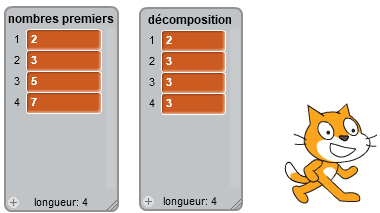 nombres premiers
1 2
2 3
3 5
4 7
+ longueur: 4
décomposition
1 2
2 3
3 3
4 3
+ longueur: 4